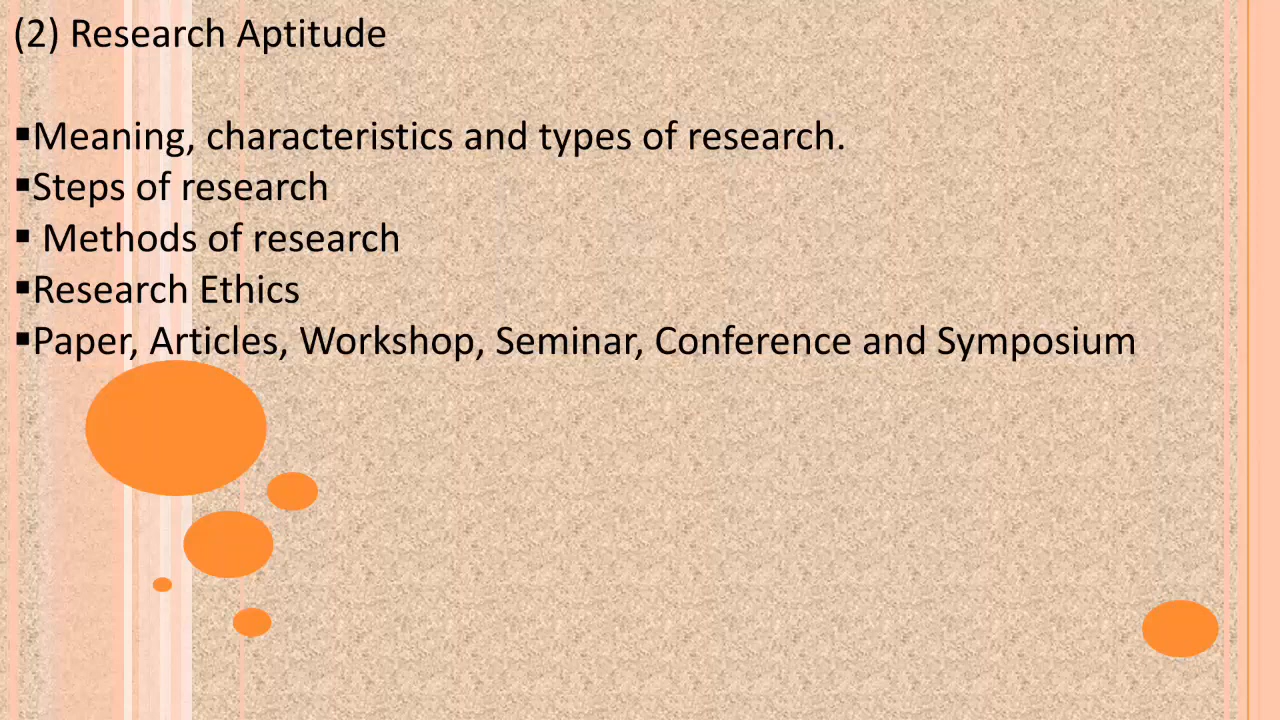 (2) Research Aptitude
▪Meaning, characteristics and types of research.
▪Steps of research
▪ Methods of research
▪Research Ethics
▪Paper, Articles, Workshop, Seminar, Conference and Symposium